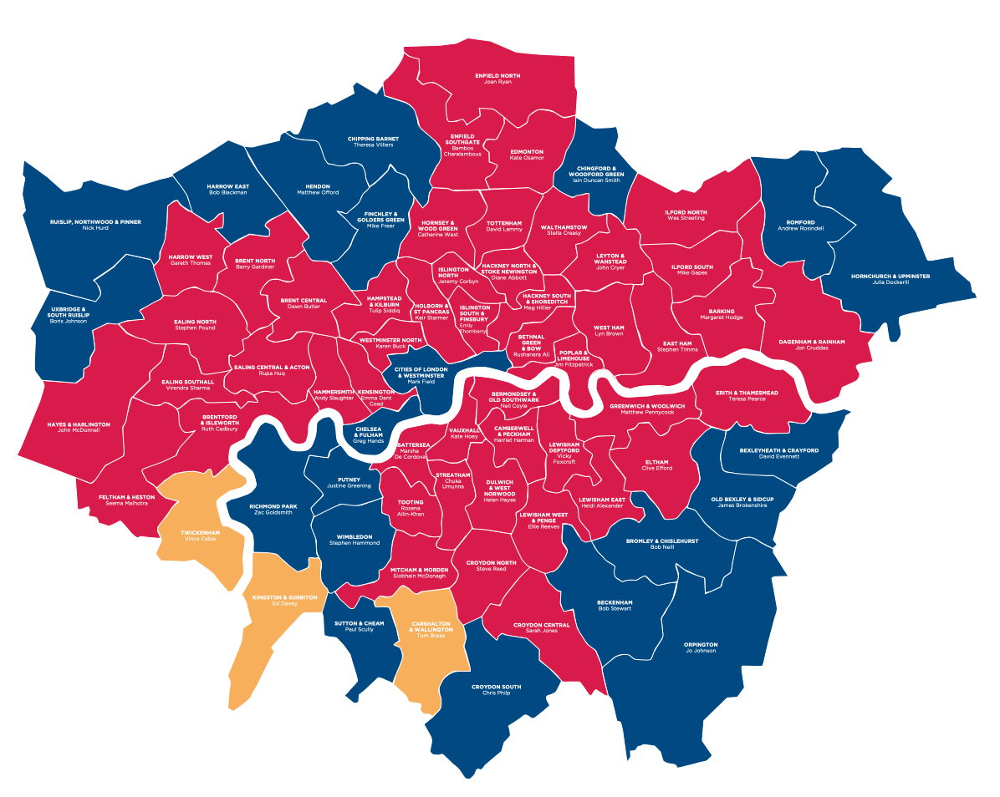 ENFIELD NORTH
Joan Ryan
CHIPPING BARNET
Theresa Villiers
ENFIELD
SOUTHGATE
Bambos
Charalambous
EDMONTON
Kate Osamor
CHINGFORD &
WOODFORD GREEN
Iain Duncan Smith
HARROW EAST
Bob Blackman
HENDON
Matthew Offord
FINCHLEY &
GOLDERS GREEN
Mike Freer
RUISLIP, NORTHWOOD & PINNER
Nick Hurd
HORNSEY &
WOOD GREEN
Catherine West
TOTTENHAM
David Lammy
WALTHAMSTOW
Stella Creasy
ILFORD NORTH
Wes Streeting
ROMFORD
Andrew Rosindell
HARROW WEST
Gareth Thomas
BRENT NORTH
Barry Gardiner
LEYTON &
WANSTEAD
John Cryer
ILFORD SOUTH
Mike Gapes
HORNCHURCH & UPMINSTER
Julia Dockerill
ISLINGTON
NORTH
Jeremy Corbyn
HACKNEY NORTH &
STOKE NEWINGTON
Diane Abbott
UXBRIDGE &
SOUTH RUISLIP
Boris Johnson
BRENT CENTRAL
Dawn Butler
HAMPSTEAD
& KILBURN
Tulip Siddiq
HOLBORN &
ST PANCRAS
Keir Starmer
ISLINGTON
SOUTH &
FINSBURY
Emily
Thornberry
HACKNEY SOUTH
& SHOREDITCH
Meg Hillier
BARKING
Margaret Hodge
EALING NORTH
Stephen Pound
WEST HAM
Lyn Brown
WESTMINSTER NORTH
Karen Buck
BETHNAL
GREEN
& BOW
Rushanara Ali
POPLAR &
LIMEHOUSE
Jim Fitzpatrick
EAST HAM
Stephen Timms
DAGENHAM & RAINHAM
Jon Cruddas
EALING CENTRAL & ACTON
Rupa Huq
CITIES OF LONDON
& WESTMINSTER
Mark Field
EALING SOUTHALL
Virendra Sharma
HAMMERSMITH
Andy Slaughter
KENSINGTON
Emma Dent
Coad
BERMONDSEY &
OLD SOUTHWARK
Neil Coyle
GREENWICH & WOOLWICH
Matthew Pennycook
ERITH & THAMESMEAD
Teresa Pearce
HAYES & HARLINGTON
John McDonnell
BRENTFORD
& ISLEWORTH
Ruth Cadbury
CHELSEA
& FULHAM
Greg Hands
BATTERSEA
Marsha
De Cordova
VAUXHALL
Kate Hoey
CAMBERWELL
& PECKHAM
Harriet Harman
LEWISHAM
DEPTFORD
Vicky
Foxcroft
ELTHAM
Clive Efford
BEXLEYHEATH & CRAYFORD
David Evennett
PUTNEY
Justine Greening
STREATHAM
Chuka
Umunna
DULWICH
& WEST
NORWOOD
Helen Hayes
FELTHAM & HESTON
Seema Malhotra
RICHMOND PARK
Zac Goldsmith
TOOTING
Rosena
Allin-Khan
LEWISHAM EAST
Heidi Alexander
OLD BEXLEY & SIDCUP
James Brokenshire
LEWISHAM WEST
& PENGE
Ellie Reeves
TWICKENHAM
Vince Cable
WIMBLEDON
Stephen Hammond
BROMLEY & CHISLEHURST
Bob Neill
MITCHAM & MORDEN
Siobhain McDonagh
CROYDON NORTH
Steve Reed
KINGSTON & SURBITON
Ed Davey
BECKENHAM
Bob Stewart
SUTTON & CHEAM
Paul Scully
CARSHALTON
& WALLINGTON
Tom Brake
CROYDON CENTRAL
Sarah Jones
ORPINGTON
Jo Johnson
CROYDON SOUTH
Chris Philp